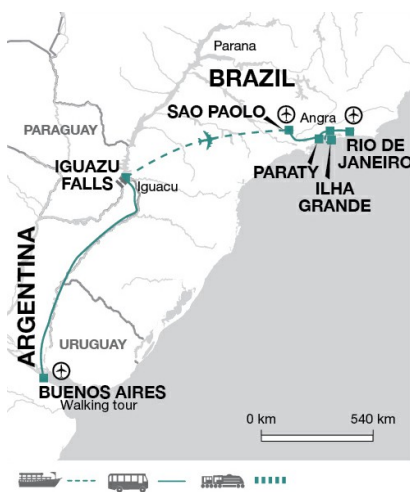 Parana
BRAZIL
SAO PAOLO
Angra
PARAGUAY
RIO DE
JANEIRO
IGUAZU
FALLS
Iguacu
PARATY
ILHA
GRANDE
ARGENTINA
URUGUAY
BUENOS AIRES
Walking tour
0 km
540 km